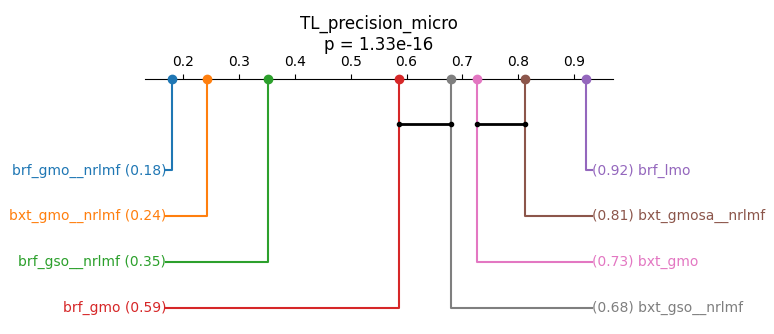 TL_precision_micro
p = 1.33e-16
0.2 0.3 0.4 0.5 0.6 0.7 0.8 0.9
brf_gmo__nrlmf (0.18) (0.92) brf_lmo
bxt_gmo__nrlmf (0.24) (0.81) bxt_gmosa__nrlmf
brf_gso__nrlmf (0.35) (0.73) bxt_gmo
brf_gmo (0.59) (0.68) bxt_gso__nrlmf